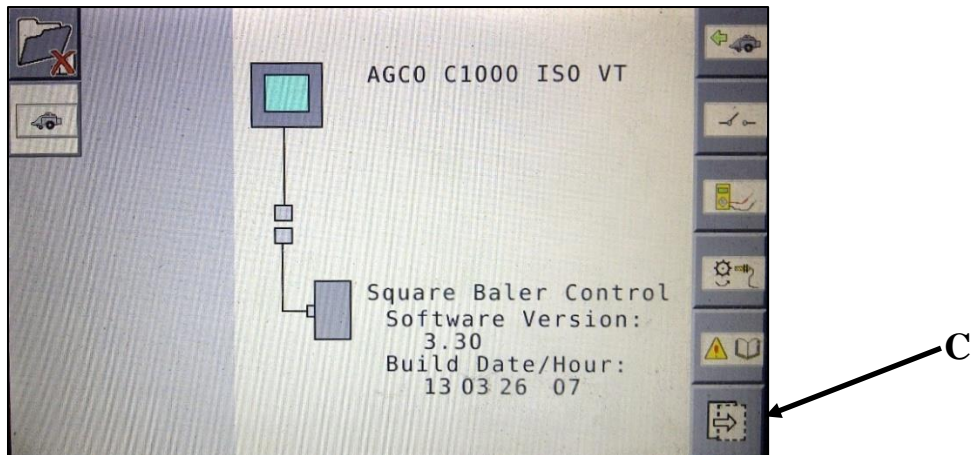 AGCO C1000 ISO VT
Square Baler Control
Software Version:
3.30
Build Date/Hour:
13 03 26 07
C